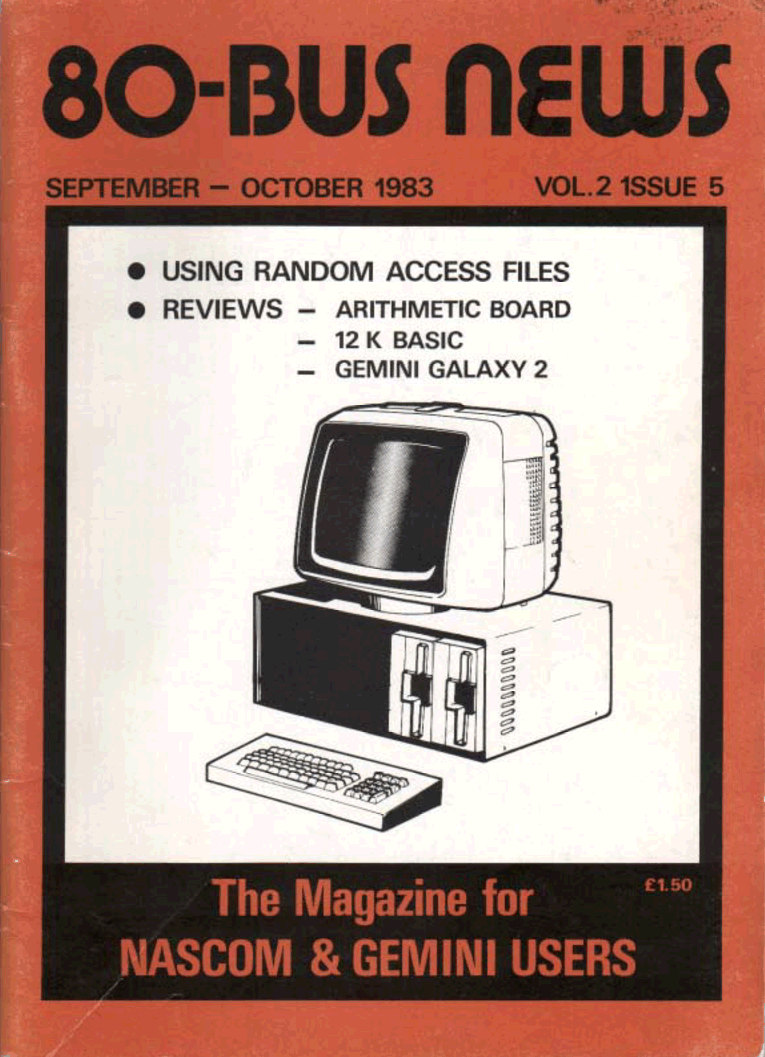 80-BUS NEWS
SEPTEMBER – OCTOBER 1983 VOL.2 1SSUE 5
● USING RANDOM ACCESS FILES
● REVIEWS – ARITHMETIC BOARD
– 12 K BASIC
– GEMINI GALAXY 2
£1.50
The Magazine for
NASCOM & GEMINI USERS